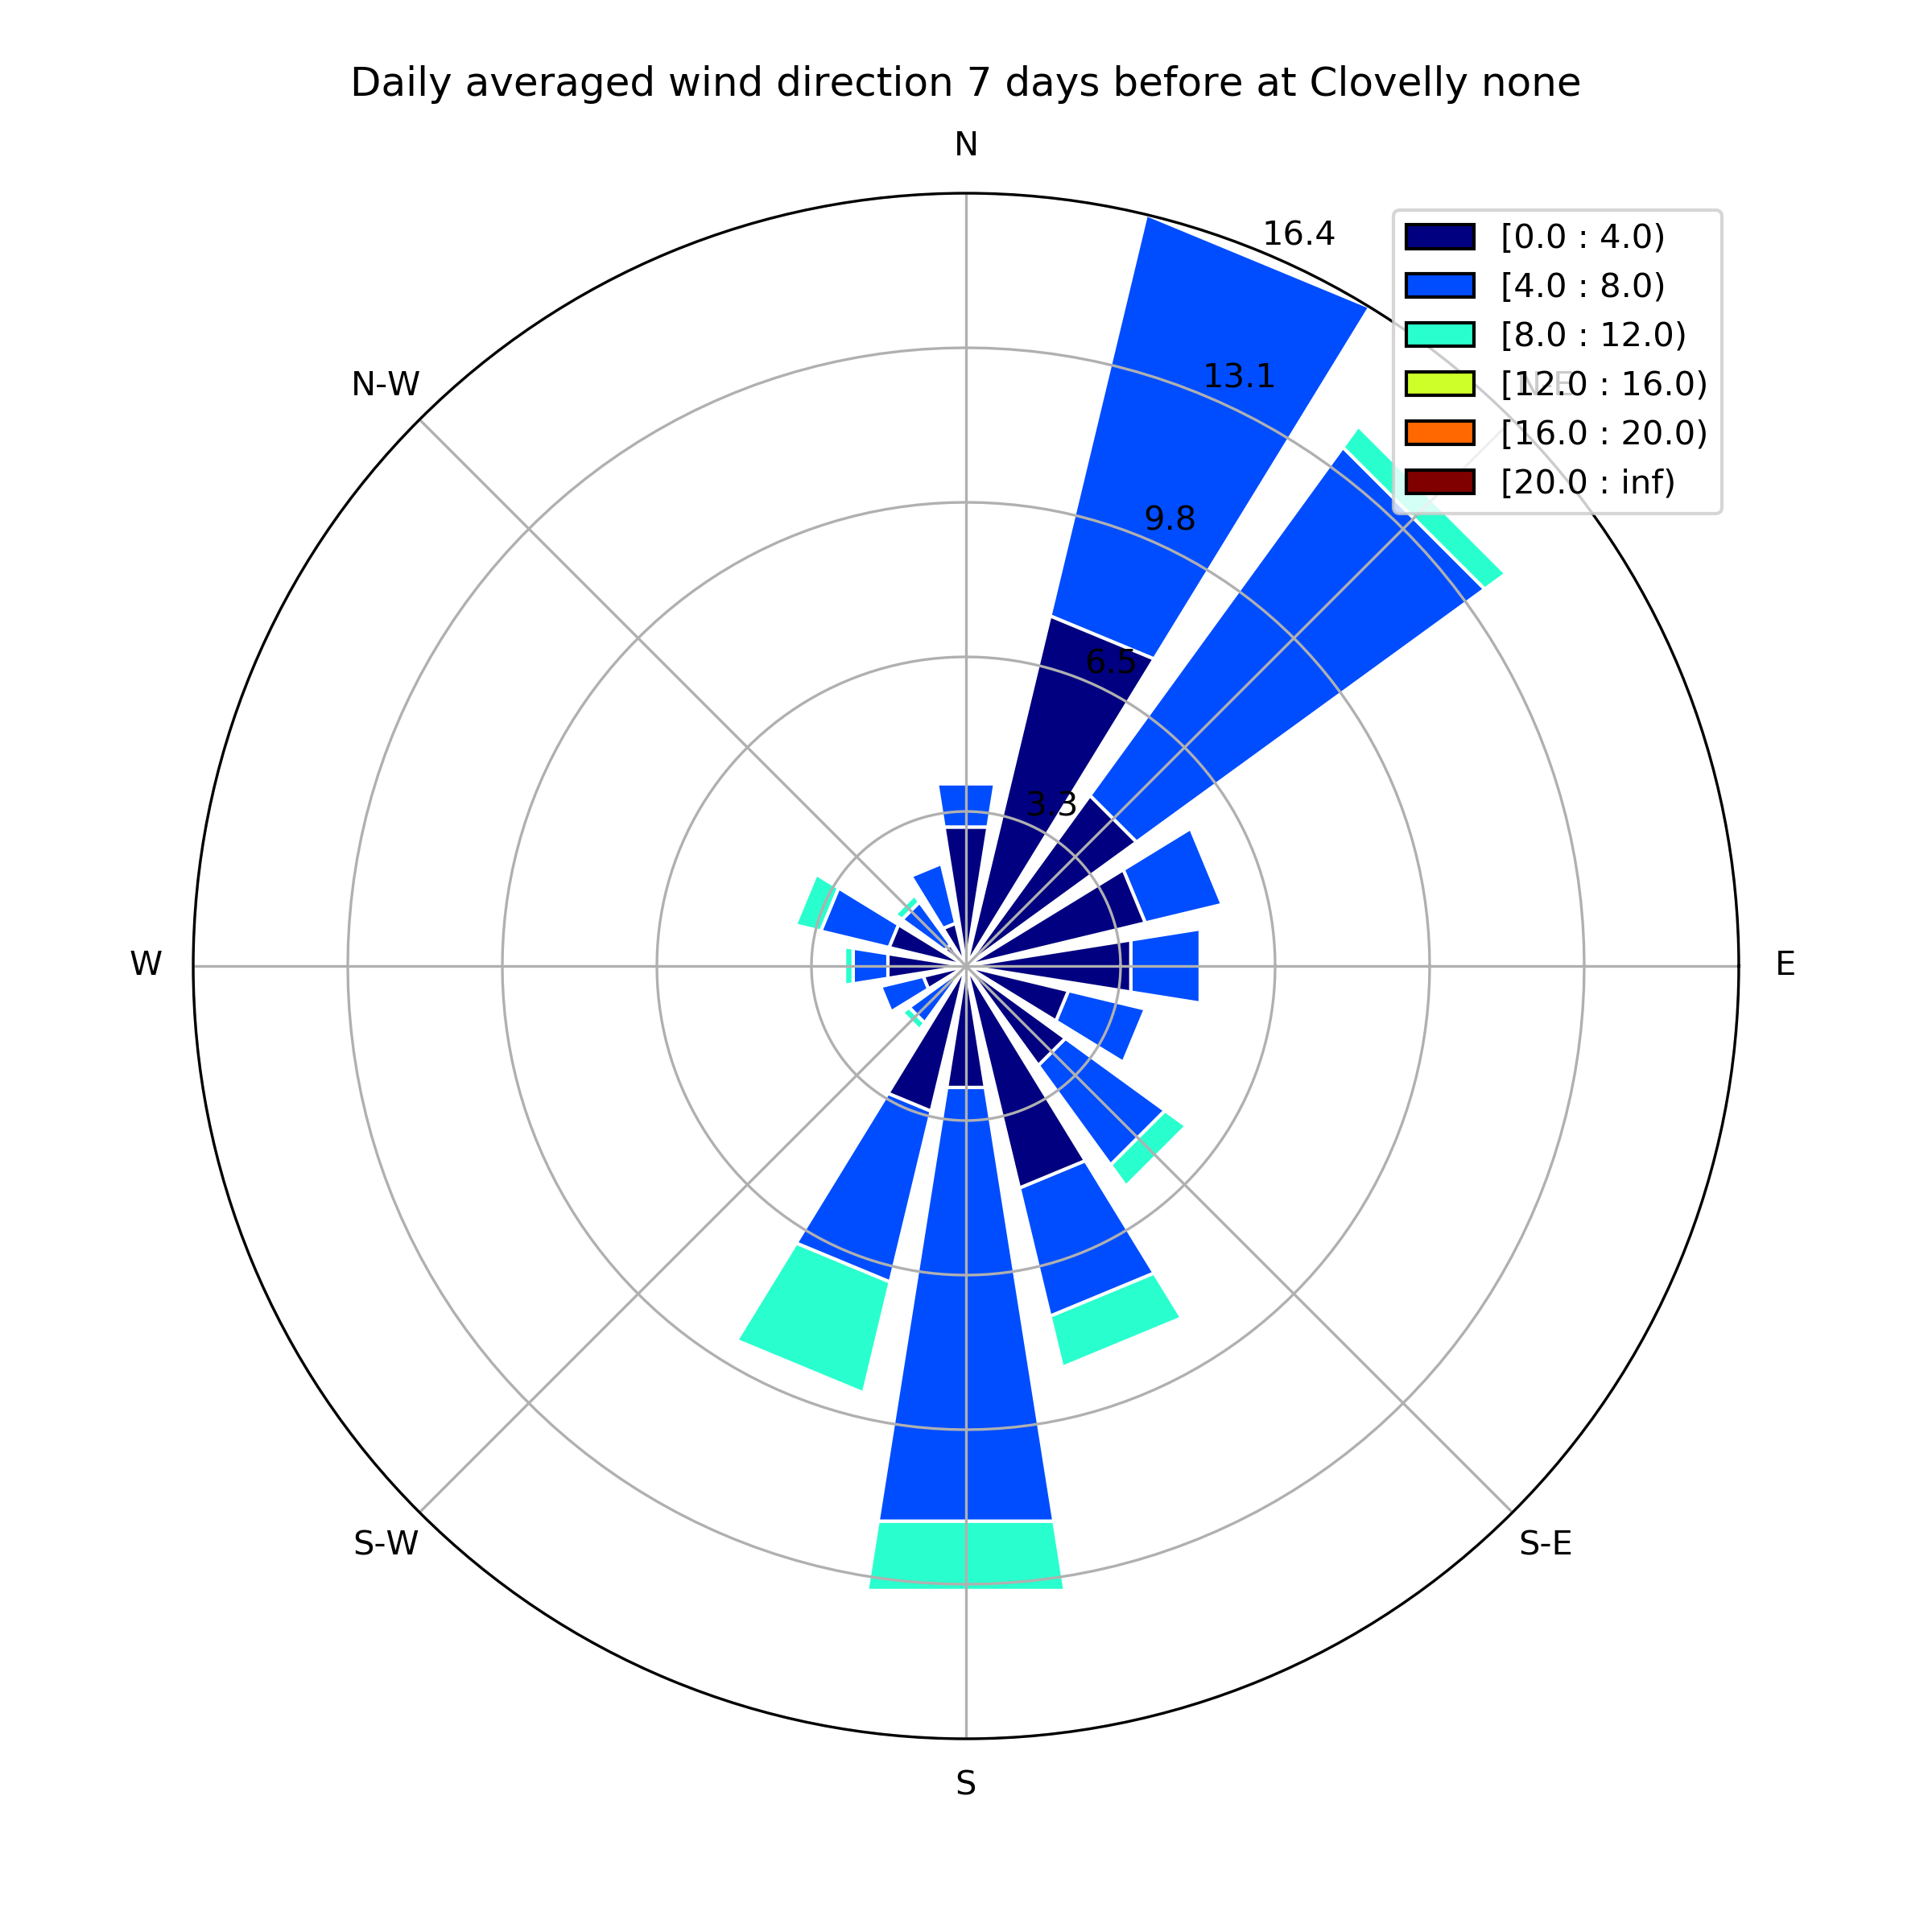 Daily averaged wind direction 7 days before at Clovelly none
N
16.4
[0.0 : 4.0)
[4.0 : 8.0)
[8.0 : 12.0)
N-W
13.1
[12.0 : 16.0)
N-E
[16.0 : 20.0)
[20.0 : inf)
9.8
6.5
3.3
W
E
S-W
S-E
S